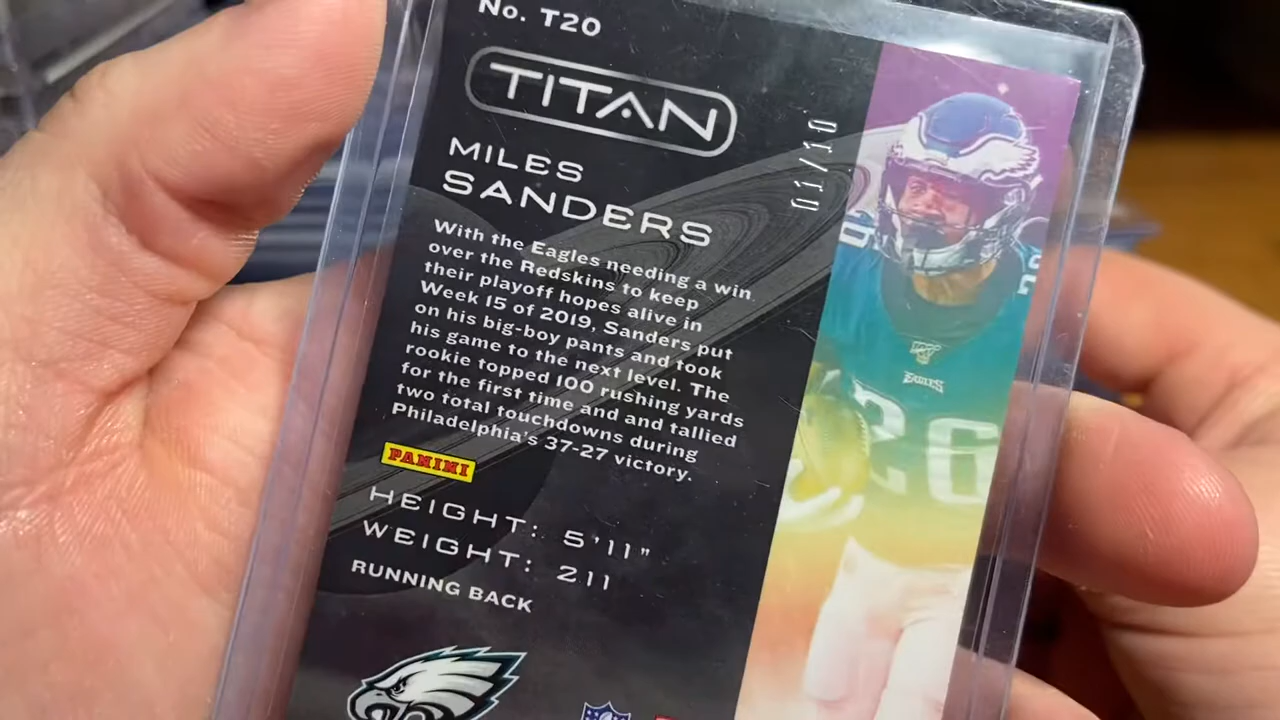 No. T20
TITAN
MILES
SANDERS
01/10
With the Eagles needing a win
over the Redskins to keep
their playoff hopes alive in
Week 15 of 2019, Sanders put
on his big-boy pants and took
his game to the next level. The
rookie topped 100 rushing yards
for the first time and and tallied
two total touchdowns during
Philadelphia's 37-27 victory.
PANINI
HEIGHT: 5'11"
WEIGHT: 211
RUNNING BACK
EAGLES
26
NFL